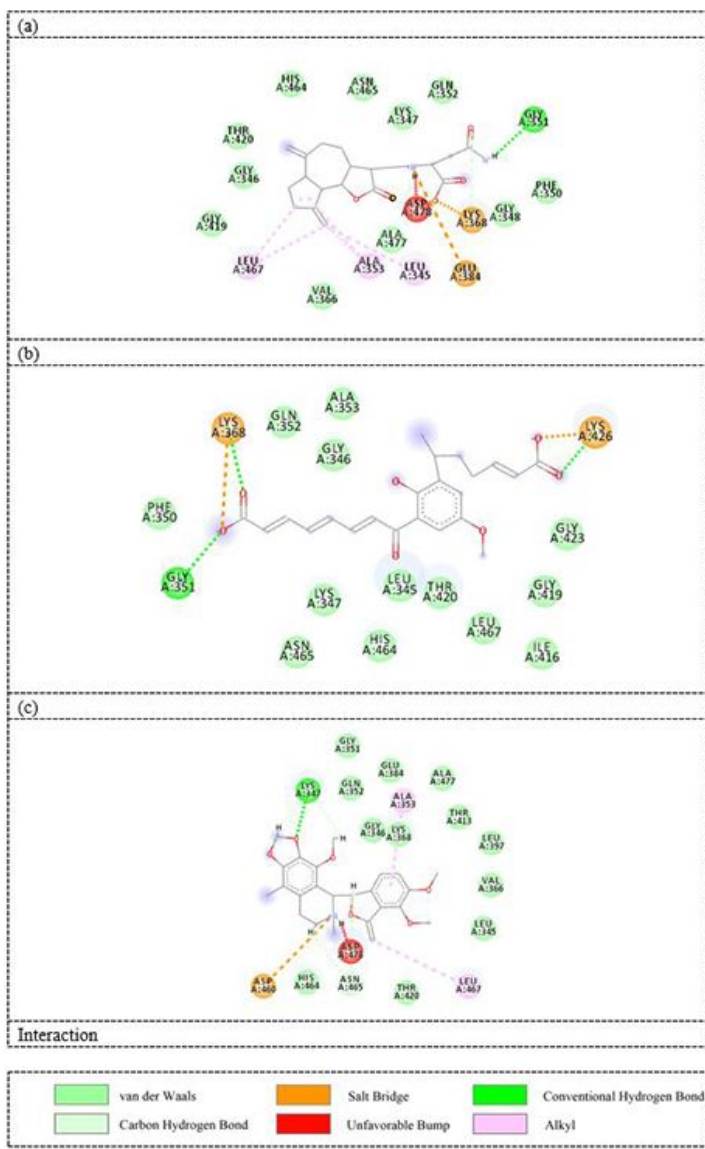 (a)
HIS
A:464
ASN
A:465
GLN
A:352
LYS
A:347
GLY
A:351
THR
A:420
GLY
A:346
PHE
A:350
GLY
A:419
ASP
A:478
LYS
A:368
GLY
A:348
ALA
A:477
LEU
A:467
ALA
A:353
LEU
A:345
GLU
A:384
VAL
A:366
(b)
ALA
A:353
LYS
A:368
GLN
A:352
GLY
A:346
LYS
A:426
PHE
A:350
GLY
A:423
GLY
A:351
LYS
A:347
LEU
A:345
THR
A:420
GLY
A:419
LEU
A:467
ASN
A:465
HIS
A:464
ILE
A:416
(c)
GLY
A:351
GLU
A:384
ALA
A:477
LYS
A:347
GLN
A:352
ALA
A:353
GLY
A:346
LYS
A:368
THR
A:413
LEU
A:397
VAL
A:366
LEU
A:345
ASP
A:460
HIS
A:464
ASN
A:465
THR
A:420
LEU
A:467
Interaction
van der Waals
Salt Bridge
Conventional Hydrogen Bond
Carbon Hydrogen Bond
Unfavorable Bump
Alkyl